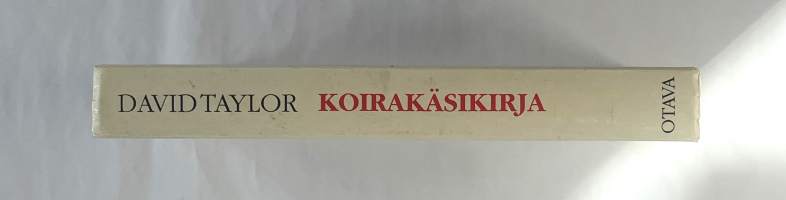 DAVID TAYLOR KOIRAKÄSIKIRJA
OTAVA